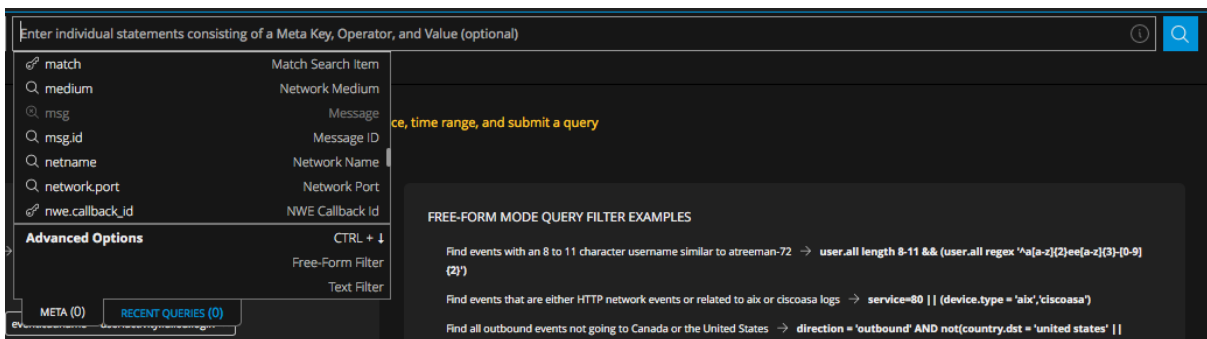 Enter individual statements consisting of a Meta Key, Operator, and Value (optional)
match Match Search Item
medium Network Medium
msg Message
msg.id Message ID
netname Network Name
network.port Network Port
nwe.callback_id NWE Callback Id
Advanced Options CTRL + ↓
Free-Form Filter
Text Filter
META (0) RECENT QUERIES (0)
ce, time range, and submit a query
FREE-FORM MODE QUERY FILTER EXAMPLES
Find events with an 8 to 11 character username similar to atreeman-72 → user.all length 8-11 && (user.all regex '^a[a-z]{2}ee[a-z]{3}-[0-9]
{2}')
Find events that are either HTTP network events or related to aix or ciscoasa logs → service=80 || (device.type = 'aix','ciscoasa')
Find all outbound events not going to Canada or the United States → direction = 'outbound' AND not(country.dst = 'united states' ||